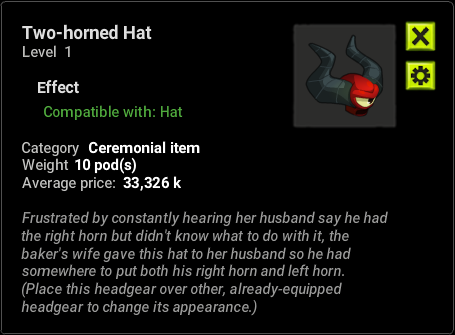 Two-horned Hat
Level 1
Effect
Compatible with: Hat
Category Ceremonial item
Weight 10 pod(s)
Average price: 33,326 k
Frustrated by constantly hearing her husband say he had
the right horn but didn't know what to do with it, the
baker's wife gave this hat to her husband so he had
somewhere to put both his right horn and left horn.
(Place this headgear over other, already-equipped
headgear to change its appearance.)